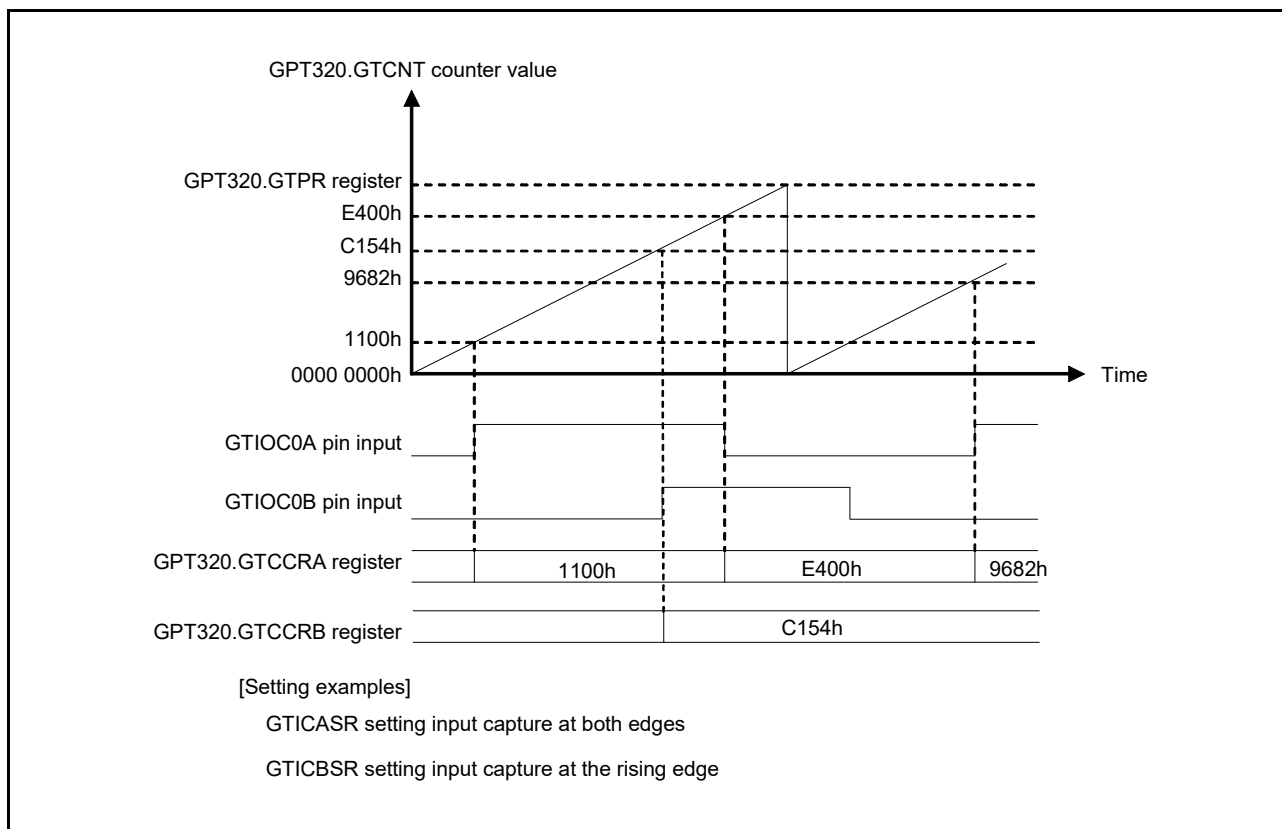 GPT320.GTCNT counter value
GPT320.GTPR register
E400h
C154h
9682h
1100h
0000 0000h
Time
GTIOC0A pin input
GTIOC0B pin input
GPT320.GTCCRA register
1100h
E400h
9682h
GPT320.GTCCRB register
C154h
[Setting examples]
GTICASR setting input capture at both edges
GTICBSR setting input capture at the rising edge